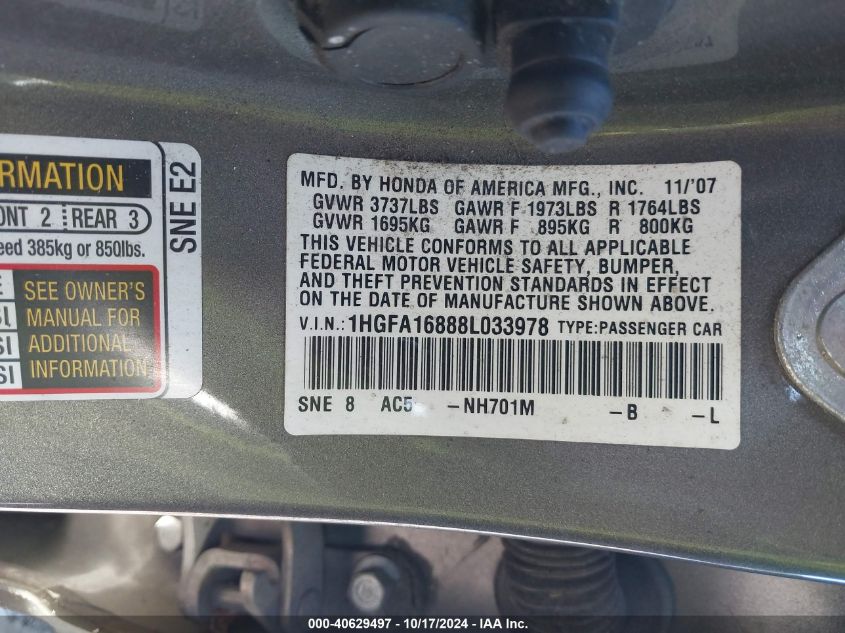 RMATION
ONT 2 REAR 3
eed 385kg or 850lbs.
E SEE OWNER'S
SI MANUAL FOR
SI ADDITIONAL
SI INFORMATION
SNE E2
MFD. BY HONDA OF AMERICA MFG., INC. 11/'07
GVWR 3737LBS GAWR F 1973LBS R 1764LBS
GVWR 1695KG GAWR F 895KG R 800KG
THIS VEHICLE CONFORMS TO ALL APPLICABLE
FEDERAL MOTOR VEHICLE SAFETY, BUMPER,
AND THEFT PREVENTION STANDARDS IN EFFECT
ON THE DATE OF MANUFACTURE SHOWN ABOVE.
V.I.N.: 1HGFA16888L033978 TYPE:PASSENGER CAR
SNE 8 AC5 -NH701M -B -L
000-40629497 - 10/17/2024 - IAA Inc.